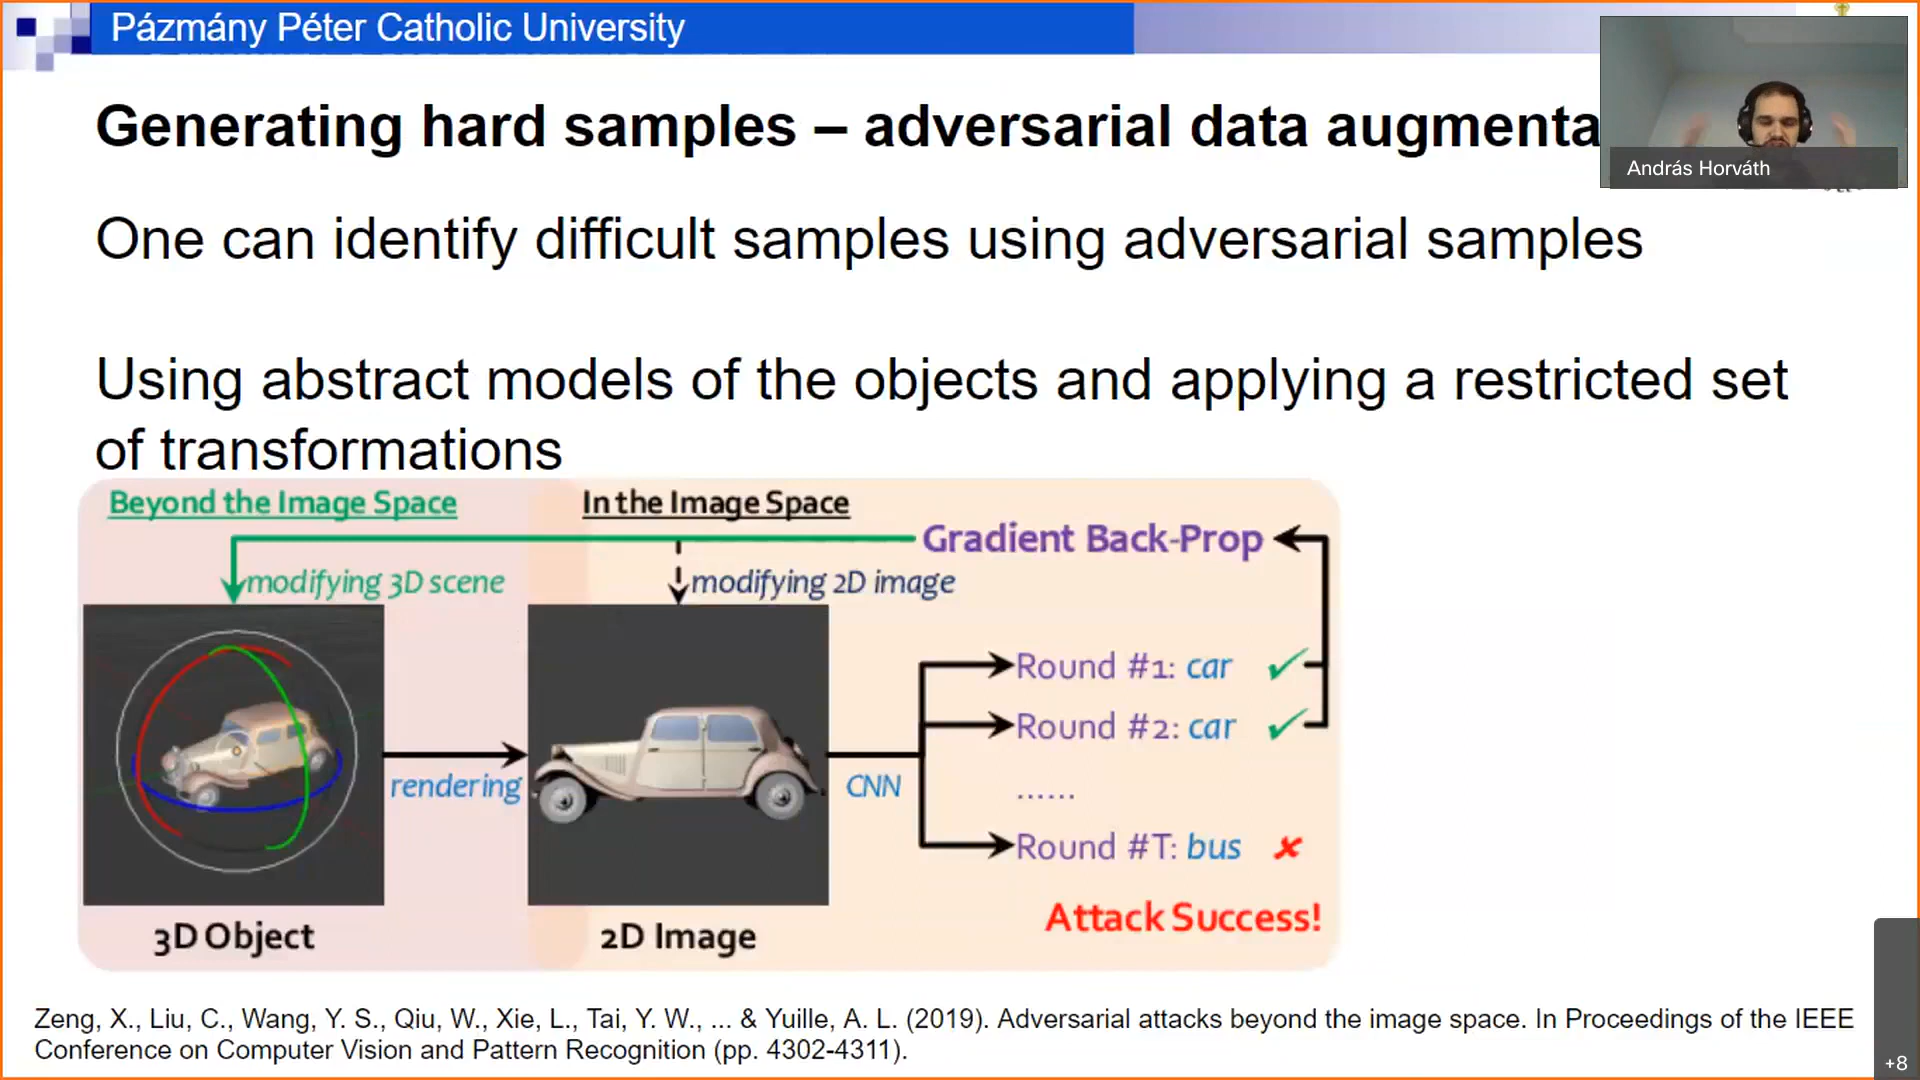 Pázmány Péter Catholic University
Generating hard samples – adversarial data augmenta
András Horváth
One can identify difficult samples using adversarial samples
Using abstract models of the objects and applying a restricted set
of transformations
Beyond the Image Space
In the Image Space
Gradient Back-Prop
modifying 3D scene
modifying 2D image
Round #1: car
Round #2: car
rendering
CNN
......
Round #T: bus
Attack Success!
3D Object
2D Image
Zeng, X., Liu, C., Wang, Y. S., Qiu, W., Xie, L., Tai, Y. W., ... & Yuille, A. L. (2019). Adversarial attacks beyond the image space. In Proceedings of the IEEE
Conference on Computer Vision and Pattern Recognition (pp. 4302-4311).
+8